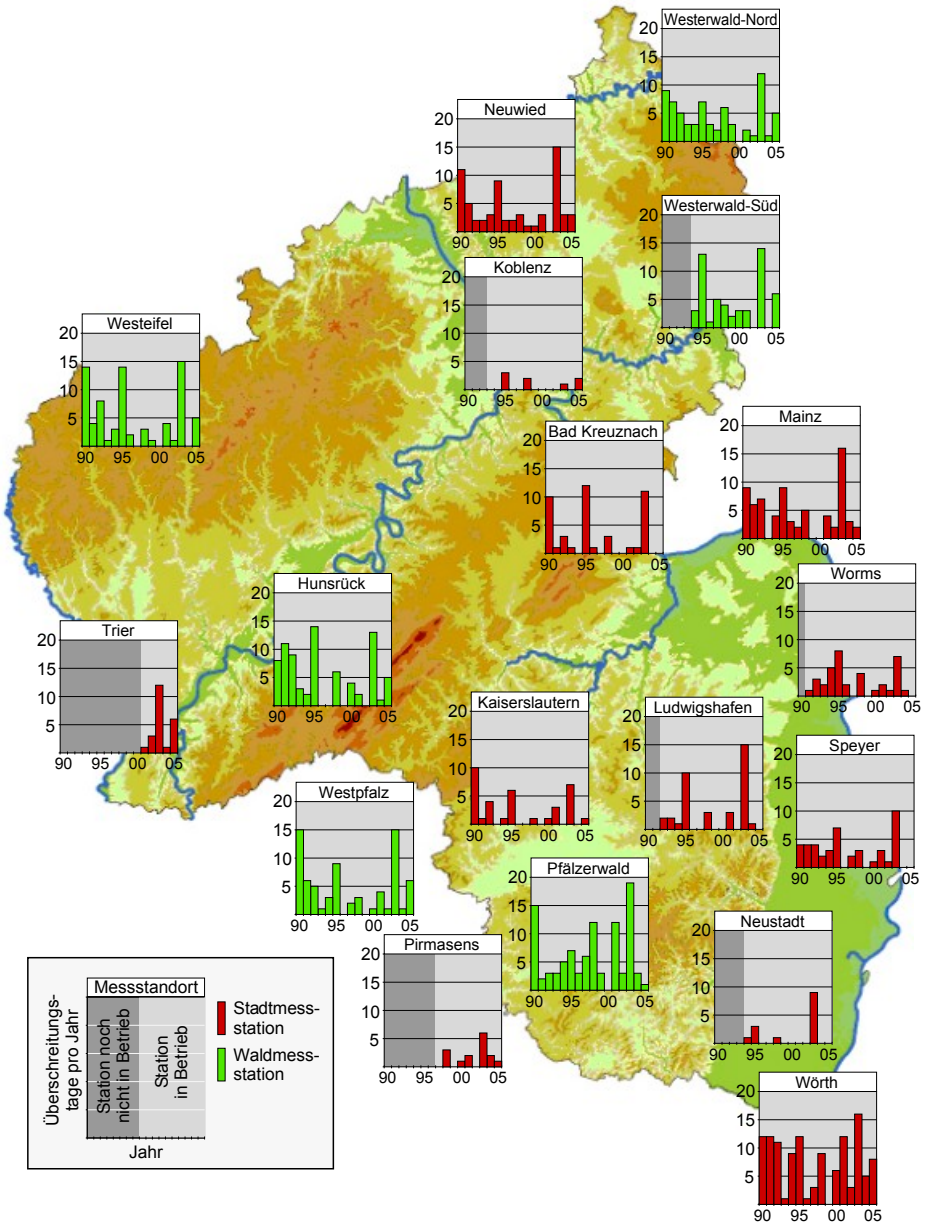 Westerwald-Nord
20
15
10
5
90 95 00 05
Neuwied
20
15
10
5
90 95 00 05
Westerwald-Süd
20
15
10
5
90 95 00 05
Koblenz
20
15
10
5
90 95 00 05
Westeifel
20
15
10
5
90 95 00 05
Mainz
20
15
10
5
90 95 00 05
Bad Kreuznach
20
15
10
5
90 95 00 05
Worms
20
15
10
5
90 95 00 05
Hunsrück
20
15
10
5
90 95 00 05
Trier
20
15
10
5
90 95 00 05
Kaiserslautern
20
15
10
5
90 95 00 05
Ludwigshafen
20
15
10
5
90 95 00 05
Speyer
20
15
10
5
90 95 00 05
Westpfalz
20
15
10
5
90 95 00 05
Pfälzerwald
20
15
10
5
90 95 00 05
Neustadt
20
15
10
5
90 95 00 05
Pirmasens
20
15
10
5
90 95 00 05
Wörth
20
15
10
5
90 95 00 05
Messstandort
Überschreitungs-
tage pro Jahr
Station noch
nicht in Betrieb
Station
in Betrieb
Jahr
Stadtmess-
station
Waldmess-
station